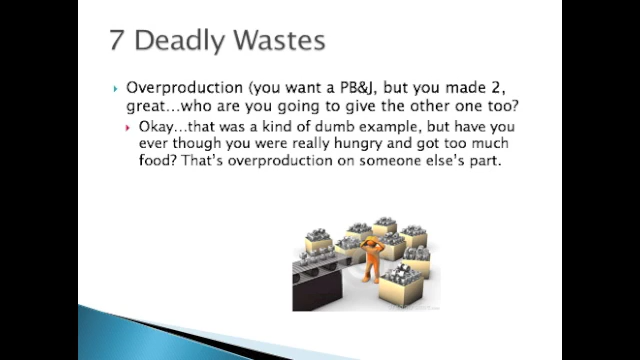 7 Deadly Wastes
Overproduction (you want a PB&J, but you made 2,
great...who are you going to give the other one too?
Okay...that was a kind of dumb example, but have you
ever though you were really hungry and got too much
food? That's overproduction on someone else's part.